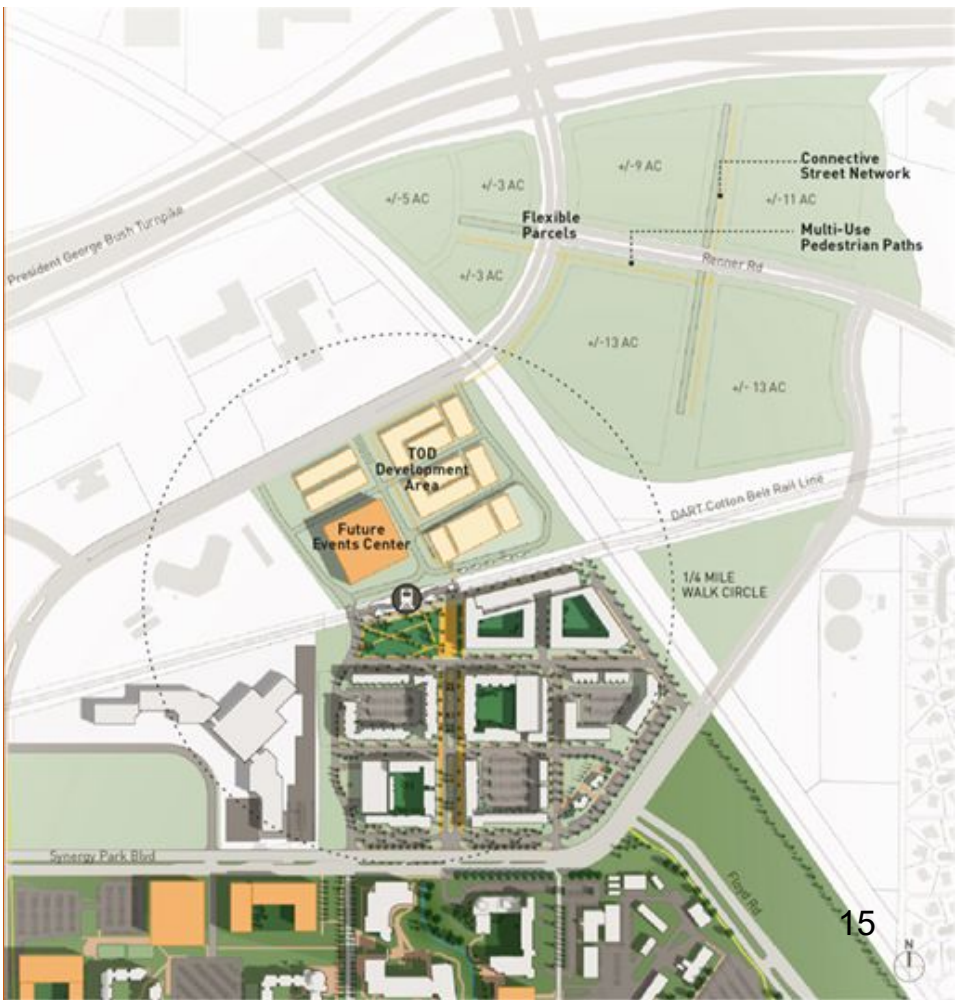 Connective
Street Network
+/-9 AC
+/-3 AC
+/-5 AC
+/-11 AC
Flexible
Parcels
Multi-Use
Pedestrian Paths
President George Bush Turnpike
Renner Rd
+/-3 AC
+/-13 AC
+/- 13 AC
TOD
Development
Area
DART Cotton Belt Rail Line
Future
Events Center
1/4 MILE
WALK CIRCLE
Synergy Park Blvd
Floyd Rd
15
N